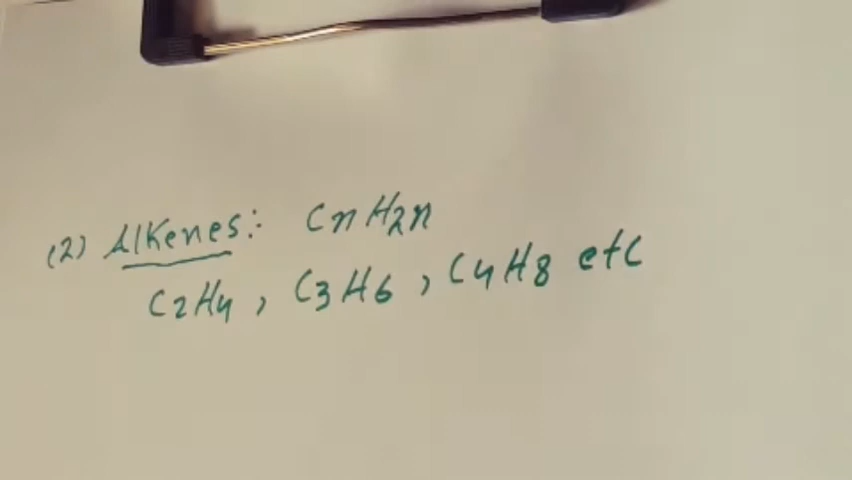 (2) Alkenes:- CnH2n
C2H4, C3H6, C4H8 etc